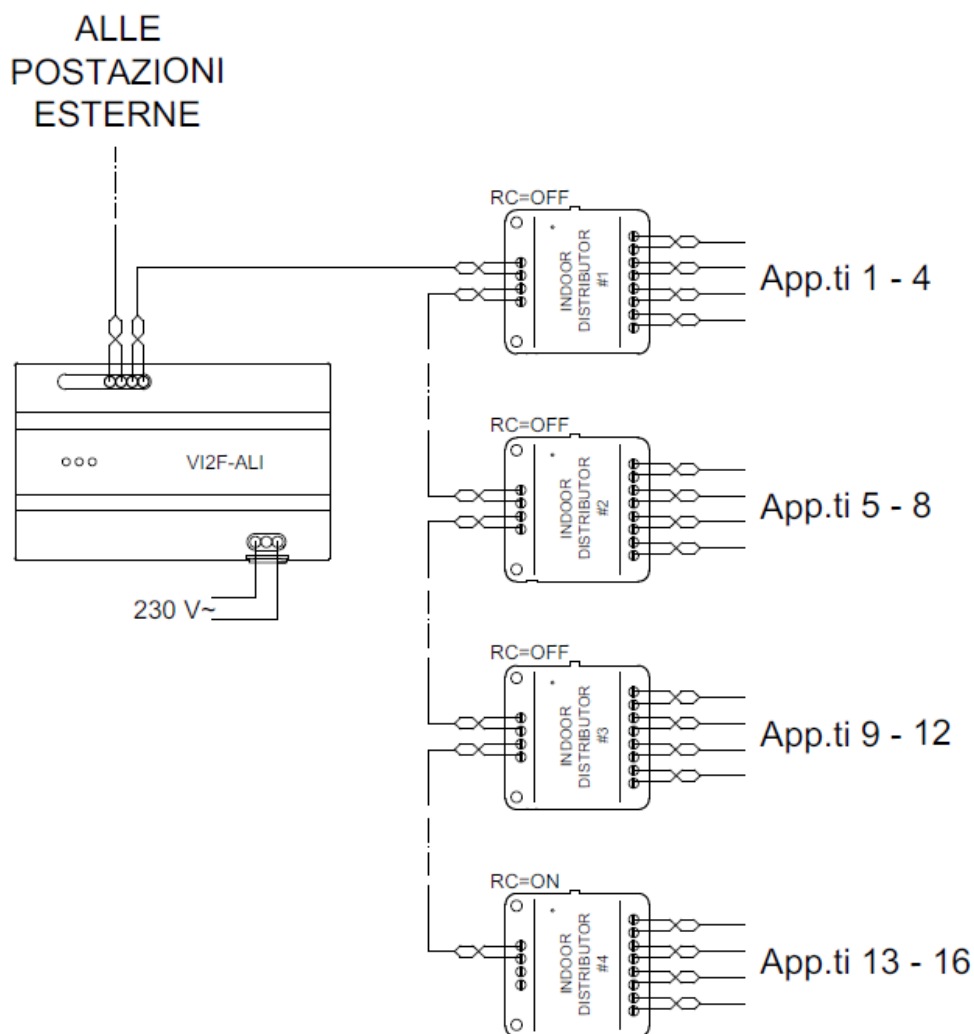 ALLE
POSTAZIONI
ESTERNE
RC=OFF
INDOOR
DISTRIBUTOR
#1
App.ti 1 - 4
RC=OFF
INDOOR
DISTRIBUTOR
#2
App.ti 5 - 8
VI2F-ALI
230 V~
RC=OFF
INDOOR
DISTRIBUTOR
#3
App.ti 9 - 12
RC=ON
INDOOR
DISTRIBUTOR
#4
App.ti 13 - 16